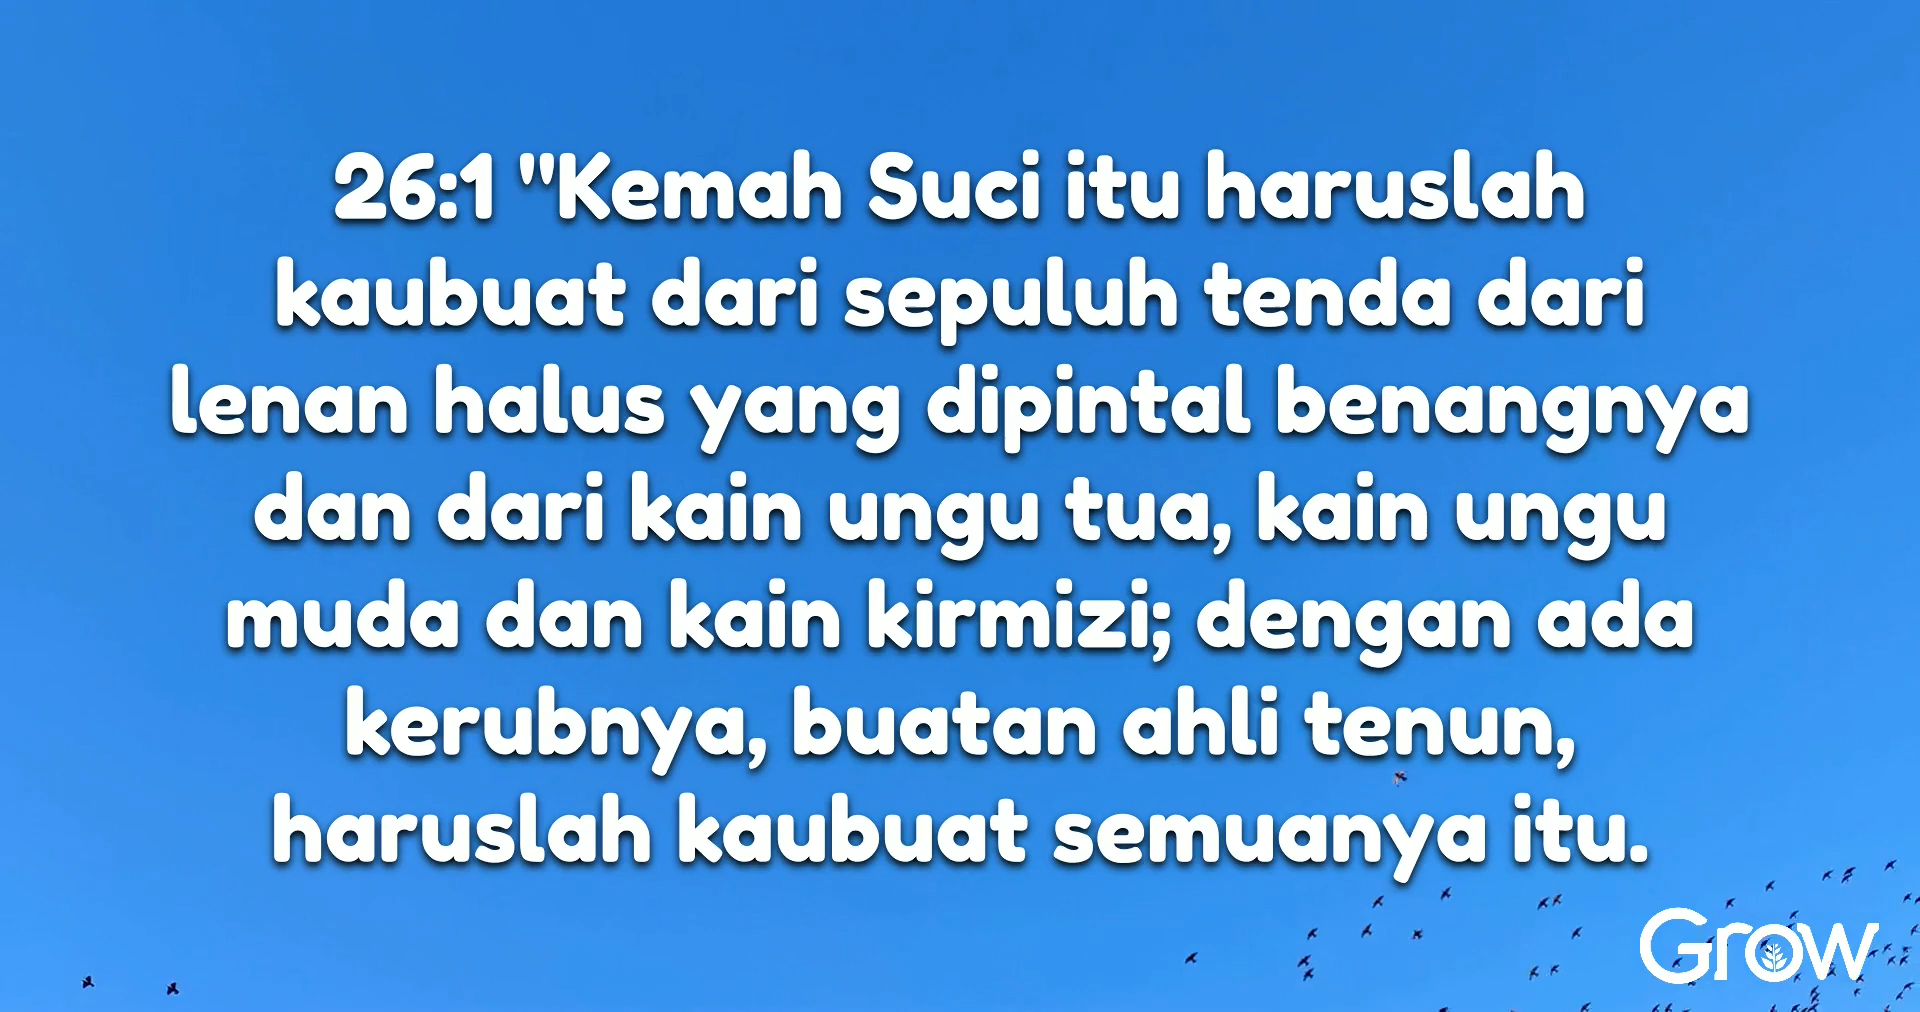 26:1 "Kemah Suci itu haruslah
kaubuat dari sepuluh tenda dari
lenan halus yang dipintal benangnya
dan dari kain ungu tua, kain ungu
muda dan kain kirmizi; dengan ada
kerubnya, buatan ahli tenun,
haruslah kaubuat semuanya itu.
Grow